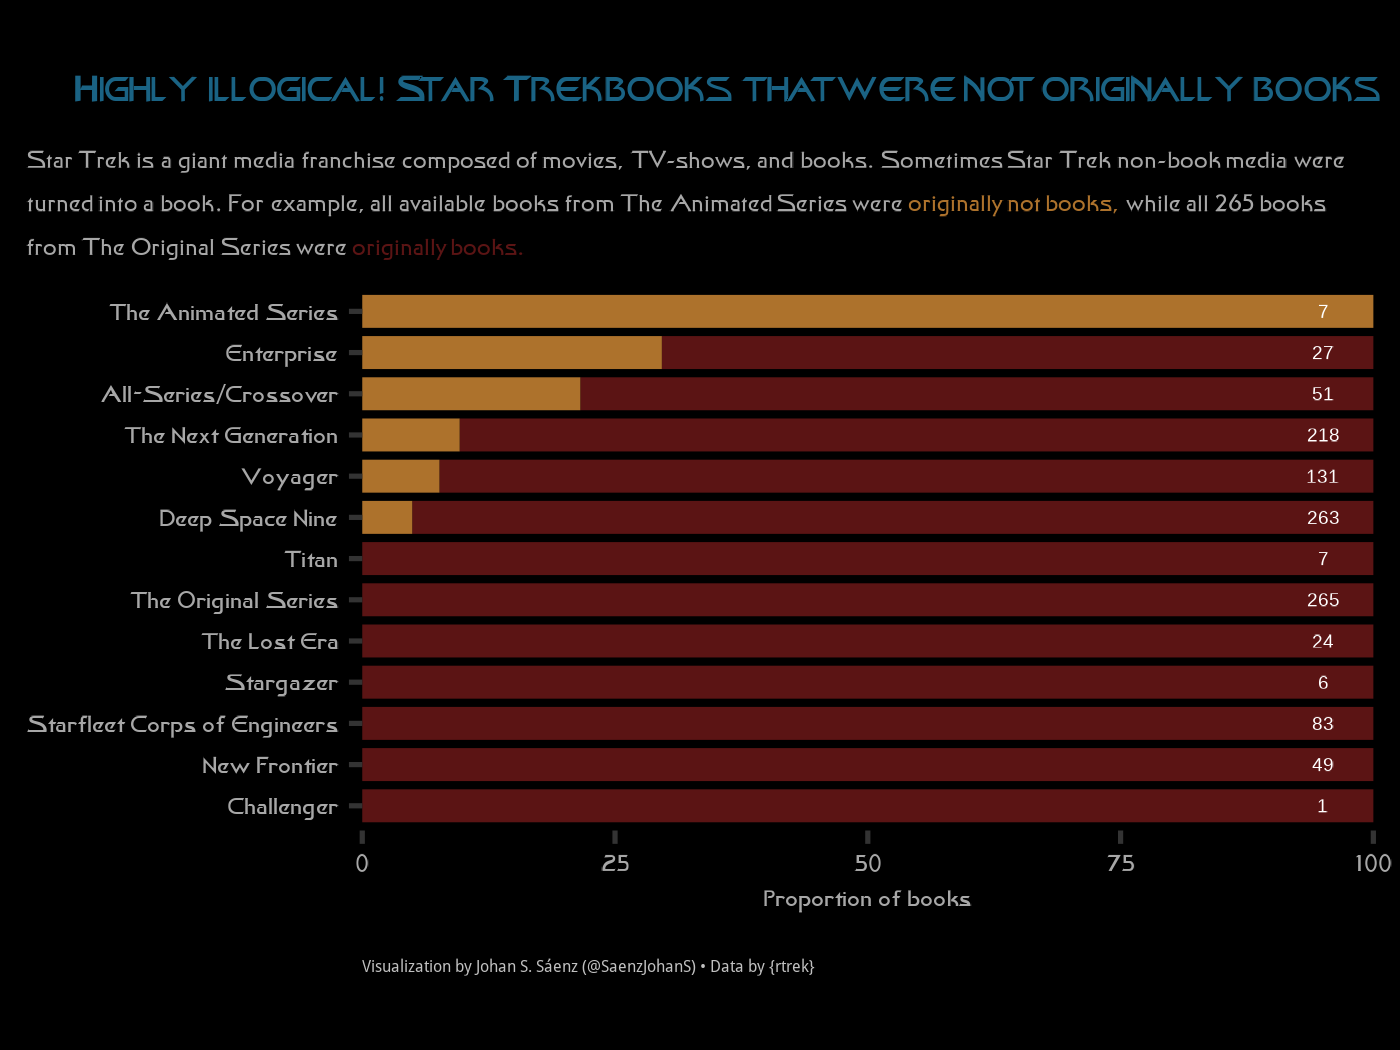 Highly illogical! Star Trek books that were not originally books
Star Trek is a giant media franchise composed of movies, TV-shows, and books. Sometimes Star Trek non-book media were
turned into a book. For example, all available books from The Animated Series were originally not books, while all 265 books
from The Original Series were originally books.
The Animated Series 7
Enterprise 27
All-Series/Crossover 51
The Next Generation 218
Voyager 131
Deep Space Nine 263
Titan 7
The Original Series 265
The Lost Era 24
Stargazer 6
Starfleet Corps of Engineers 83
New Frontier 49
Challenger 1
0 25 50 75 100
Proportion of books
Visualization by Johan S. Sáenz (@SaenzJohanS) • Data by {rtrek}